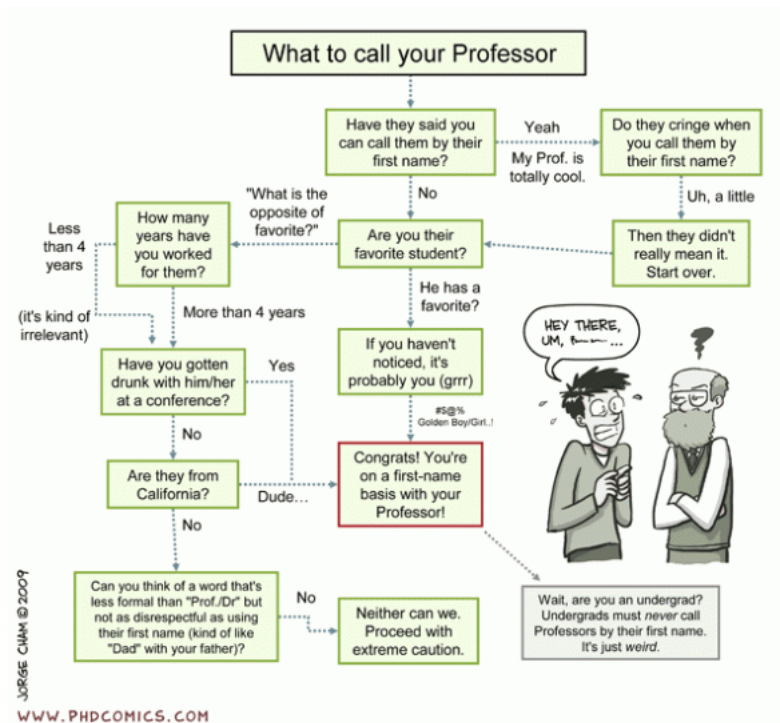 What to call your Professor
Have they said you
can call them by their
first name?
Yeah
My Prof. is
totally cool.
Do they cringe when
you call them by
their first name?
No
Uh, a little
"What is the
opposite of
favorite?"
How many
years have
you worked
for them?
Less
than 4
years
Are you their
favorite student?
Then they didn't
really mean it.
Start over.
He has a
favorite?
(it's kind of
irrelevant)
More than 4 years
If you haven't
noticed, it's
probably you (grrr)
HEY THERE,
UM,
...
?
Have you gotten
drunk with him/her
at a conference?
Yes
#$@%
Golden Boy/Girl..!
No
Congrats! You're
on a first-name
basis with your
Professor!
Are they from
California?
Dude...
No
Can you think of a word that's
less formal than "Prof./Dr" but
not as disrespectful as using
their first name (kind of like
"Dad" with your father)?
No
Neither can we.
Proceed with
extreme caution.
Wait, are you an undergrad?
Undergrads must never call
Professors by their first name.
It's just weird.
JORGE CHAM © 2009
WWW.PHDCOMICS.COM